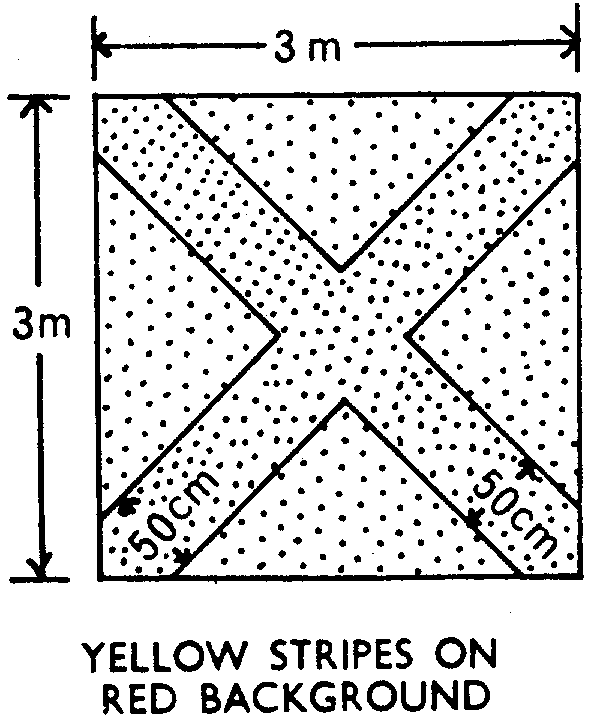 3 m
3m
50cm
50cm
YELLOW STRIPES ON
RED BACKGROUND